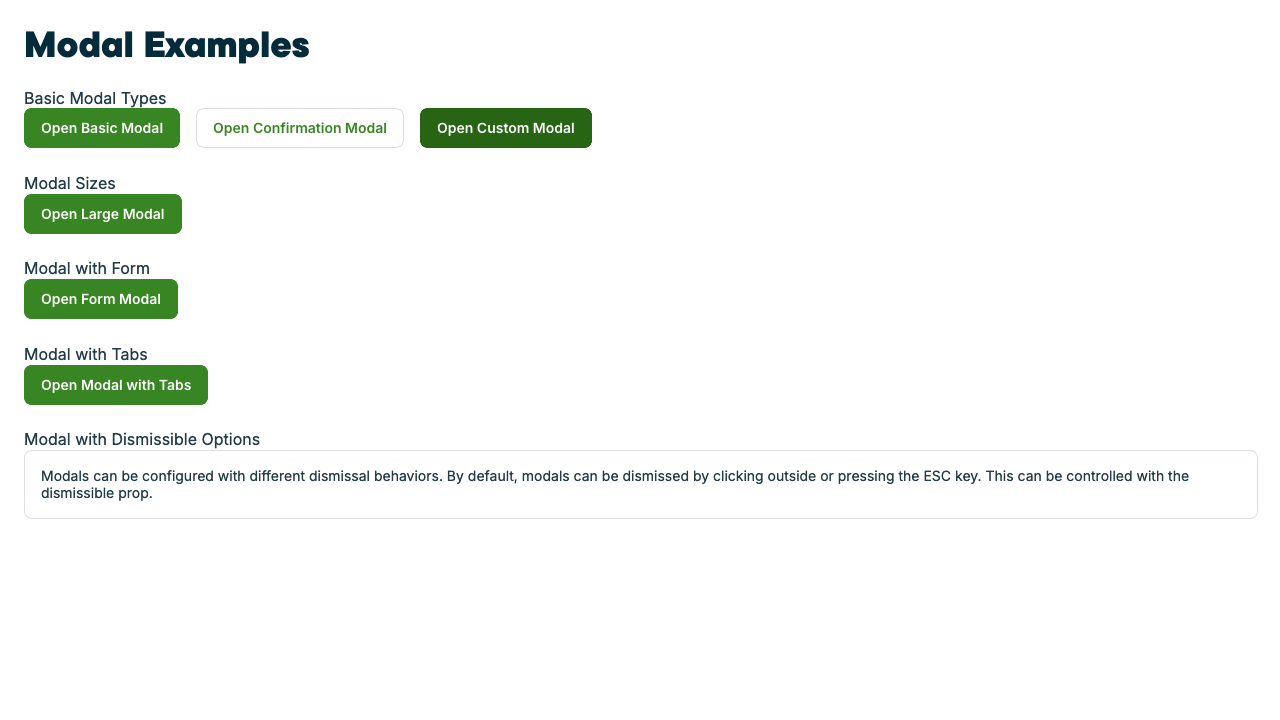 Modal Examples
Basic Modal Types
Open Basic Modal
Open Confirmation Modal
Open Custom Modal
Modal Sizes
Open Large Modal
Modal with Form
Open Form Modal
Modal with Tabs
Open Modal with Tabs
Modal with Dismissible Options
Modals can be configured with different dismissal behaviors. By default, modals can be dismissed by clicking outside or pressing the ESC key. This can be controlled with the
dismissible prop.